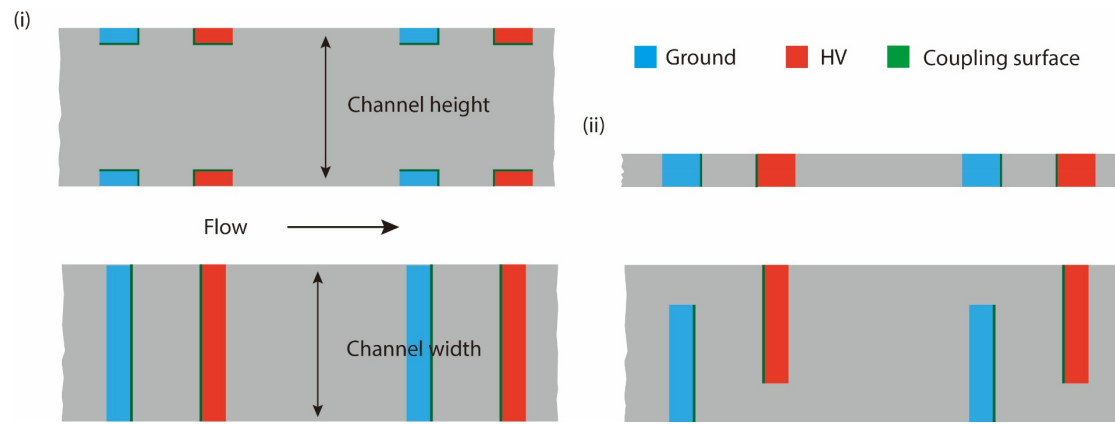 (i)
Ground
HV
Coupling surface
Channel height
(ii)
Flow
Channel width